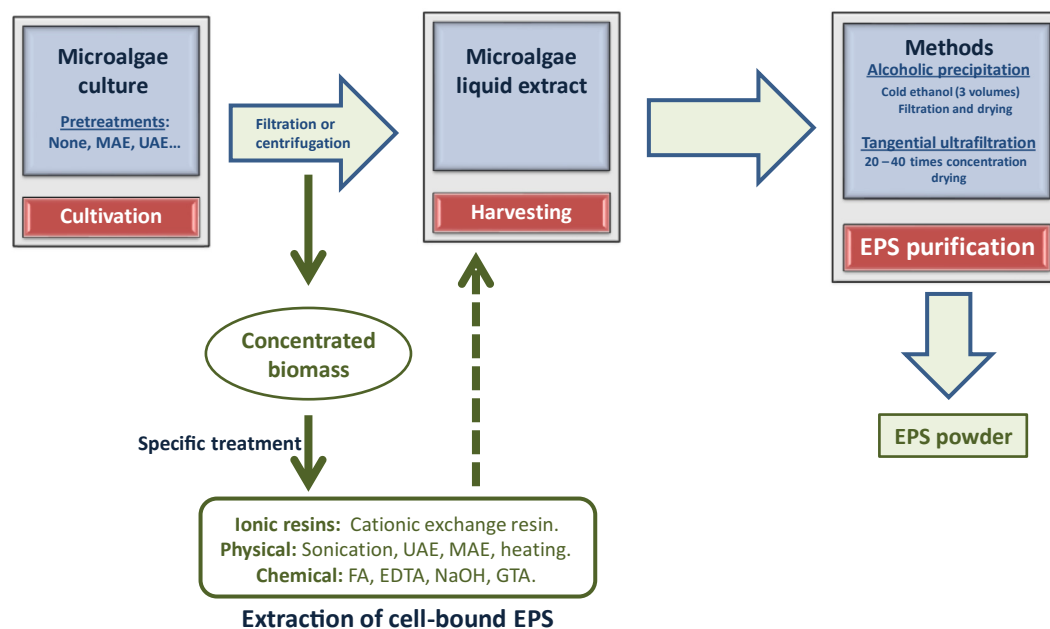 Microalgae
culture
Pretreatments:
None, MAE, UAE...
Cultivation
Filtration or
centrifugation
Microalgae
liquid extract
Harvesting
Methods
Alcoholic precipitation
Cold ethanol (3 volumes)
Filtration and drying
Tangential ultrafiltration
20 – 40 times concentration
drying
EPS purification
EPS powder
Concentrated
biomass
Specific treatment
Ionic resins: Cationic exchange resin.
Physical: Sonication, UAE, MAE, heating.
Chemical: FA, EDTA, NaOH, GTA.
Extraction of cell-bound EPS